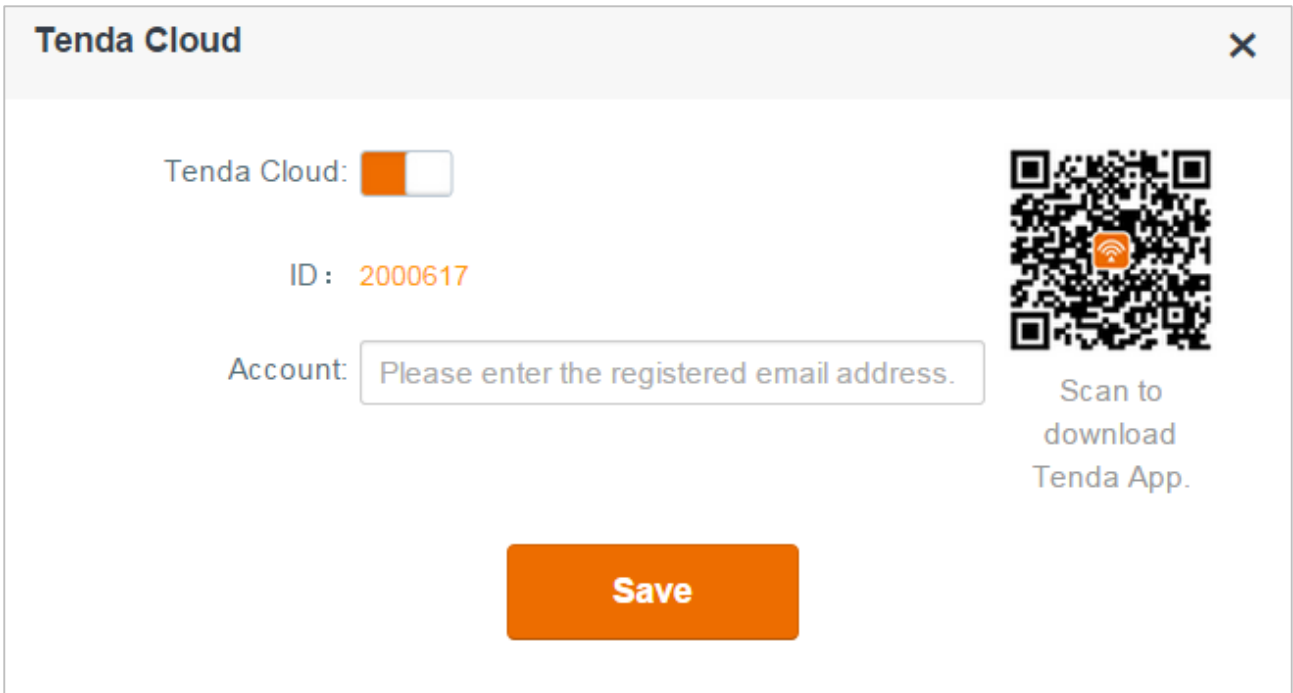 Tenda Cloud
Tenda Cloud:
ID： 2000617
Account: Please enter the registered email address.
Scan to
download
Tenda App.
Save